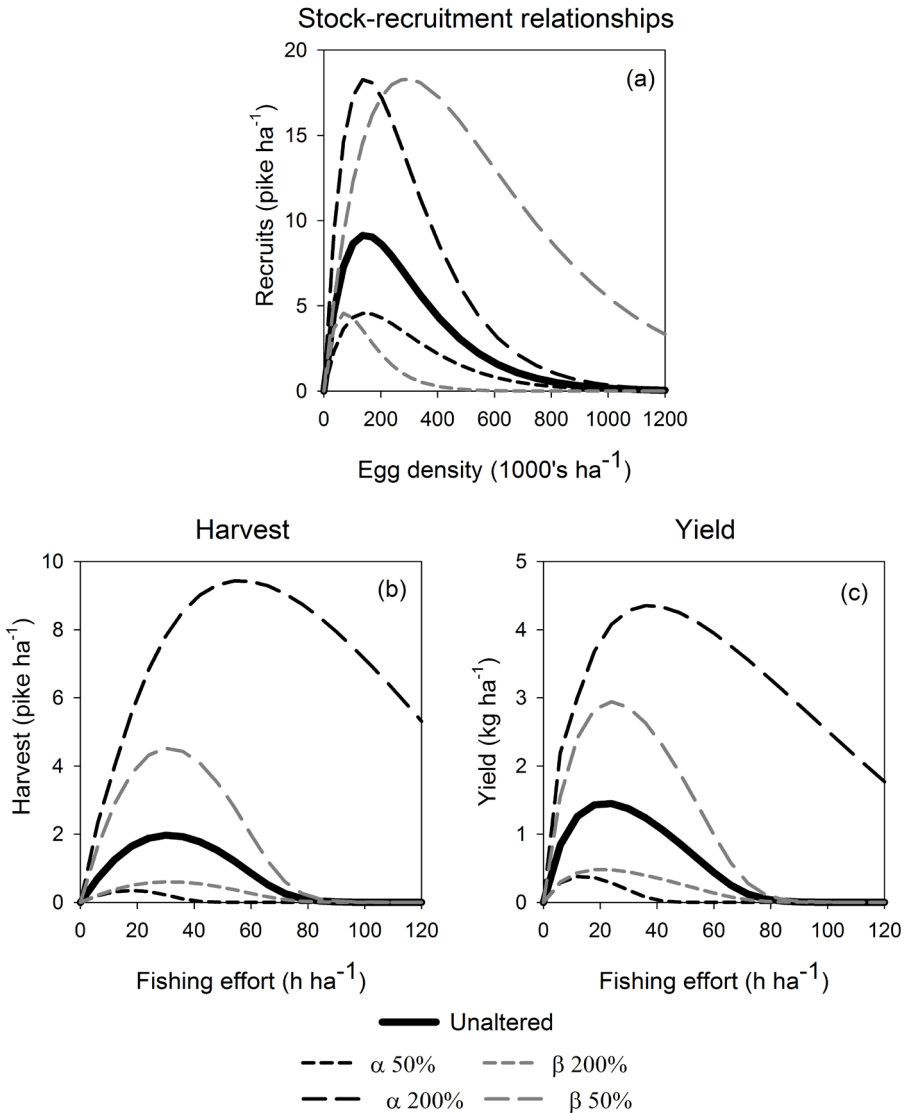 Stock-recruitment relationships
20
15
10
5
0
Recruits (pike ha⁻¹)
(a)
0 200 400 600 800 1000 1200
Egg density (1000's ha⁻¹)
Harvest
10
8
6
4
2
0
Harvest (pike ha⁻¹)
(b)
0 20 40 60 80 100 120
Fishing effort (h ha⁻¹)
Yield
5
4
3
2
1
0
Yield (kg ha⁻¹)
(c)
0 20 40 60 80 100 120
Fishing effort (h ha⁻¹)
Unaltered
α 50% β 200%
α 200% β 50%